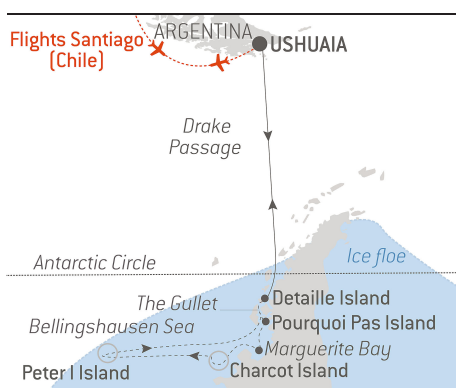 ARGENTINA
Flights Santiago
(Chile)
USHUAIA
Drake
Passage
Ice floe
Antarctic Circle
The Gullet
Detaille Island
Bellingshausen Sea
Pourquoi Pas Island
Marguerite Bay
Peter I Island
Charcot Island